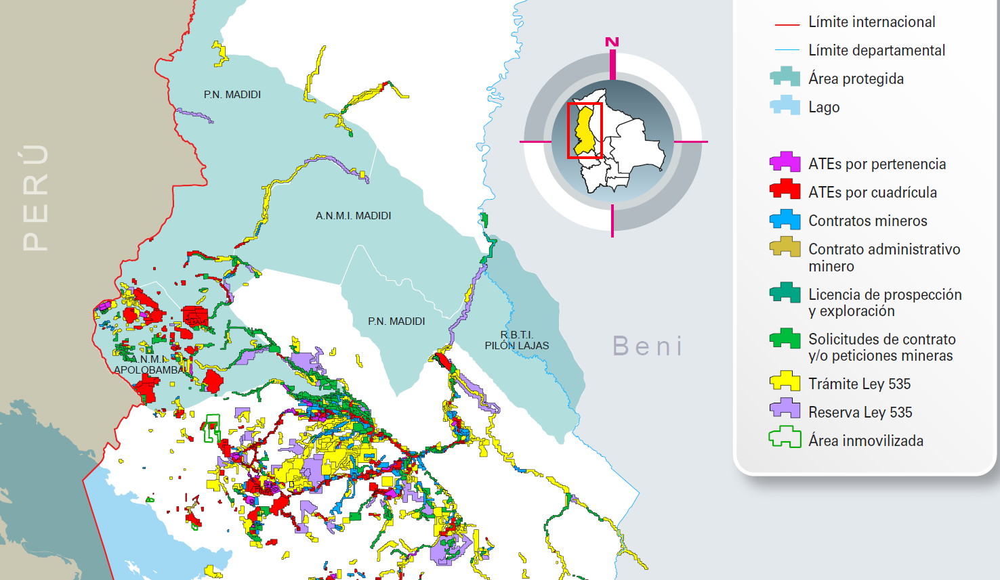 PERÚ
P.N. MADIDI
A.N.M.I. MADIDI
P.N. MADIDI
R.B.T.I.
PILÓN LAJAS
A.N.M.I.
APOLOBAMBA
Beni
N
Límite internacional
Límite departamental
Área protegida
Lago
ATEs por pertenencia
ATEs por cuadrícula
Contratos mineros
Contrato administrativo
minero
Licencia de prospección
y exploración
Solicitudes de contrato
y/o peticiones mineras
Trámite Ley 535
Reserva Ley 535
Área inmovilizada